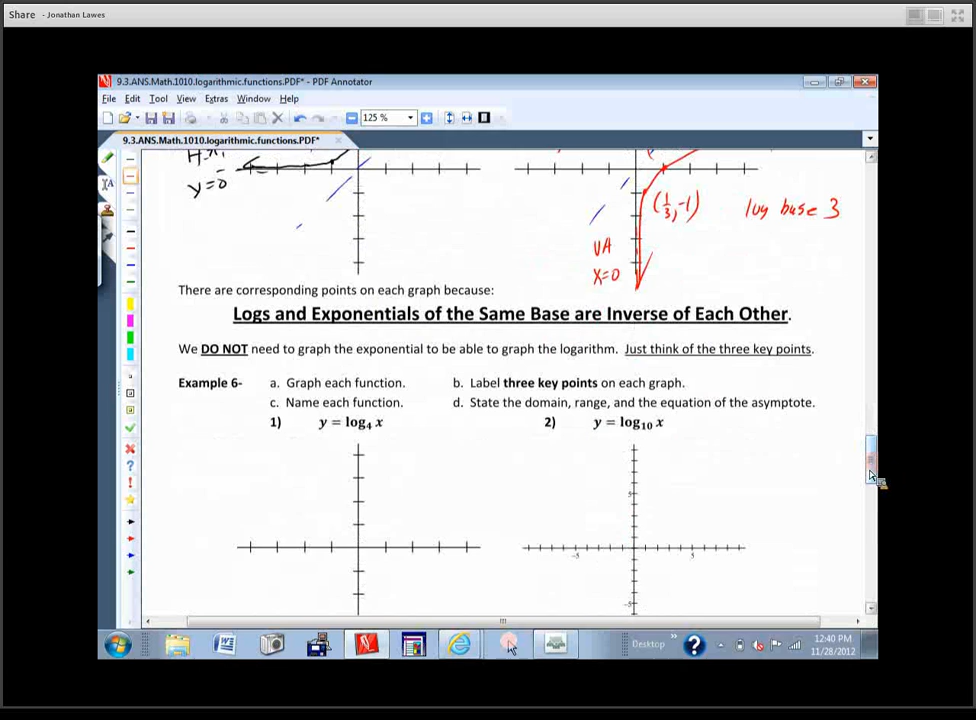 Share - Jonathan Lawes
9.3.ANS.Math.1010.logarithmic.functions.PDF* - PDF Annotator
File Edit Tool View Extras Window Help
125 %
9.3.ANS.Math.1010.logarithmic.functions.PDF*
y=0
(1/3,-1)
log base 3
VA
x=0
There are corresponding points on each graph because:
Logs and Exponentials of the Same Base are Inverse of Each Other.
We DO NOT need to graph the exponential to be able to graph the logarithm. Just think of the three key points.
Example 6- a. Graph each function. b. Label three key points on each graph.
c. Name each function. d. State the domain, range, and the equation of the asymptote.
1) y = log₄ x 2) y = log₁₀ x
5
-5 5
-5
Desktop
12:40 PM
11/28/2012